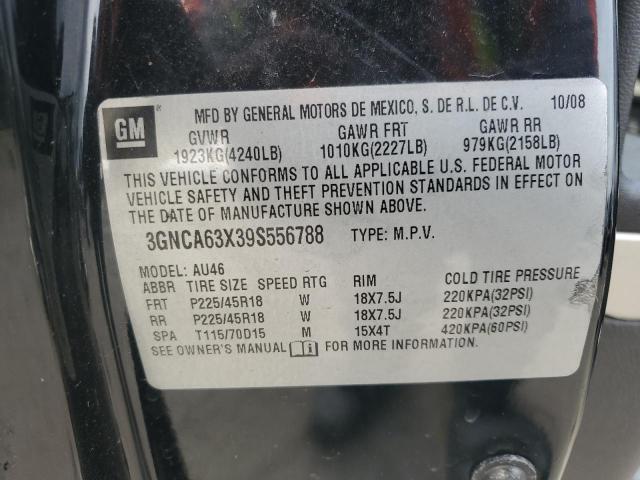 MFD BY GENERAL MOTORS DE MEXICO, S. DE R.L. DE C.V. 10/08
GM
GVWR GAWR FRT GAWR RR
1923KG(4240LB) 1010KG(2227LB) 979KG(2158LB)
THIS VEHICLE CONFORMS TO ALL APPLICABLE U.S. FEDERAL MOTOR
VEHICLE SAFETY AND THEFT PREVENTION STANDARDS IN EFFECT ON
THE DATE OF MANUFACTURE SHOWN ABOVE.
3GNCA63X39S556788 TYPE: M.P.V.
MODEL: AU46
ABBR TIRE SIZE SPEED RTG RIM COLD TIRE PRESSURE
FRT P225/45R18 W 18X7.5J 220KPA(32PSI)
RR P225/45R18 W 18X7.5J 220KPA(32PSI)
SPA T115/70D15 M 15X4T 420KPA(60PSI)
SEE OWNER'S MANUAL FOR MORE INFORMATION.